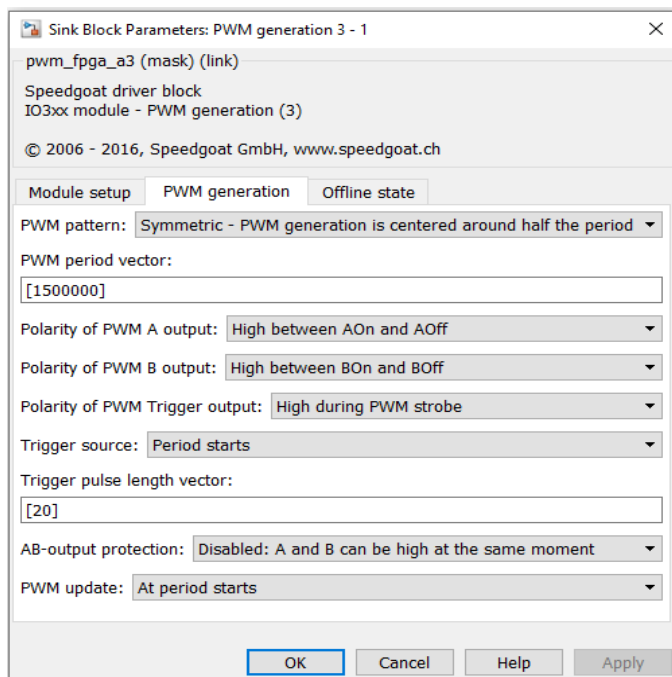 Sink Block Parameters: PWM generation 3 - 1
pwm_fpga_a3 (mask) (link)
Speedgoat driver block
IO3xx module - PWM generation (3)
© 2006 - 2016, Speedgoat GmbH, www.speedgoat.ch
Module setup PWM generation Offline state
PWM pattern: Symmetric - PWM generation is centered around half the period
PWM period vector:
[1500000]
Polarity of PWM A output: High between AOn and AOff
Polarity of PWM B output: High between BOn and BOff
Polarity of PWM Trigger output: High during PWM strobe
Trigger source: Period starts
Trigger pulse length vector:
[20]
AB-output protection: Disabled: A and B can be high at the same moment
PWM update: At period starts
OK Cancel Help Apply